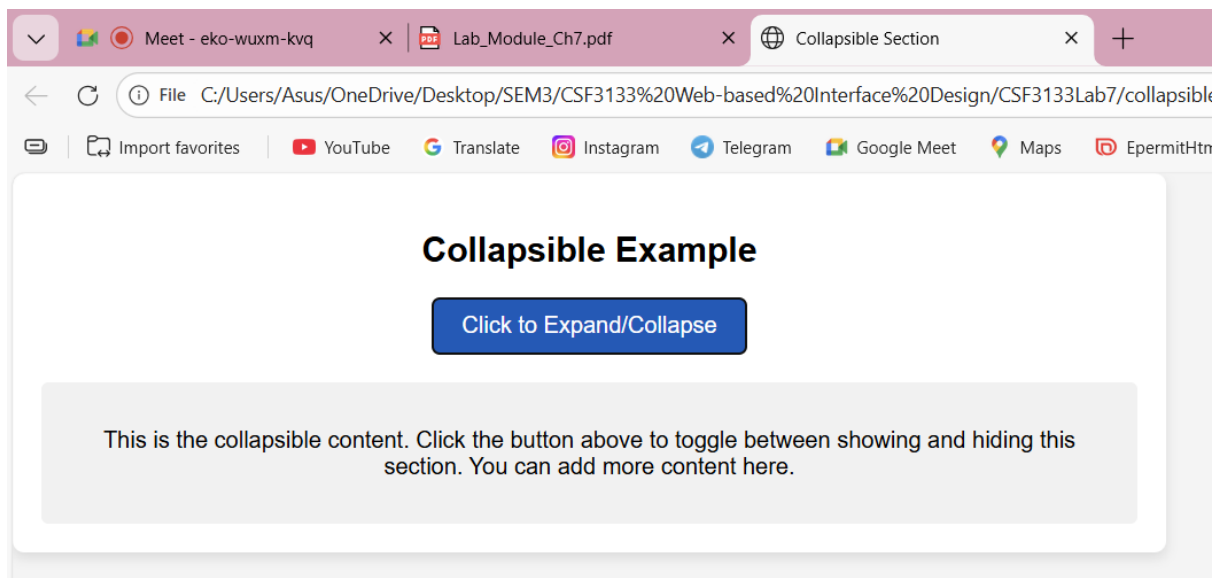 Meet - eko-wuxm-kvq
Lab_Module_Ch7.pdf
Collapsible Section
File C:/Users/Asus/OneDrive/Desktop/SEM3/CSF3133%20Web-based%20Interface%20Design/CSF3133Lab7/collapsible
Import favorites
YouTube
Translate
Instagram
Telegram
Google Meet
Maps
EpermitHtm
Collapsible Example
Click to Expand/Collapse
This is the collapsible content. Click the button above to toggle between showing and hiding this
section. You can add more content here.